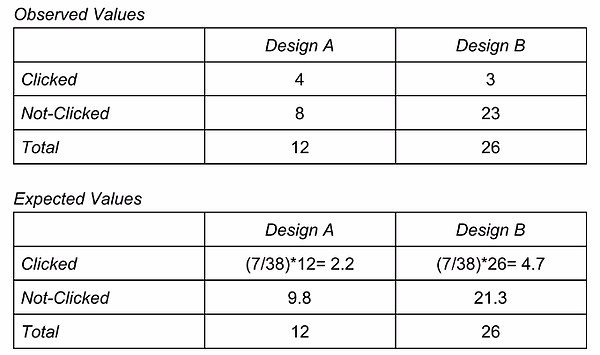 Observed Values
Design A Design B
Clicked 4 3
Not-Clicked 8 23
Total 12 26
Expected Values
Design A Design B
Clicked (7/38)*12= 2.2 (7/38)*26= 4.7
Not-Clicked 9.8 21.3
Total 12 26